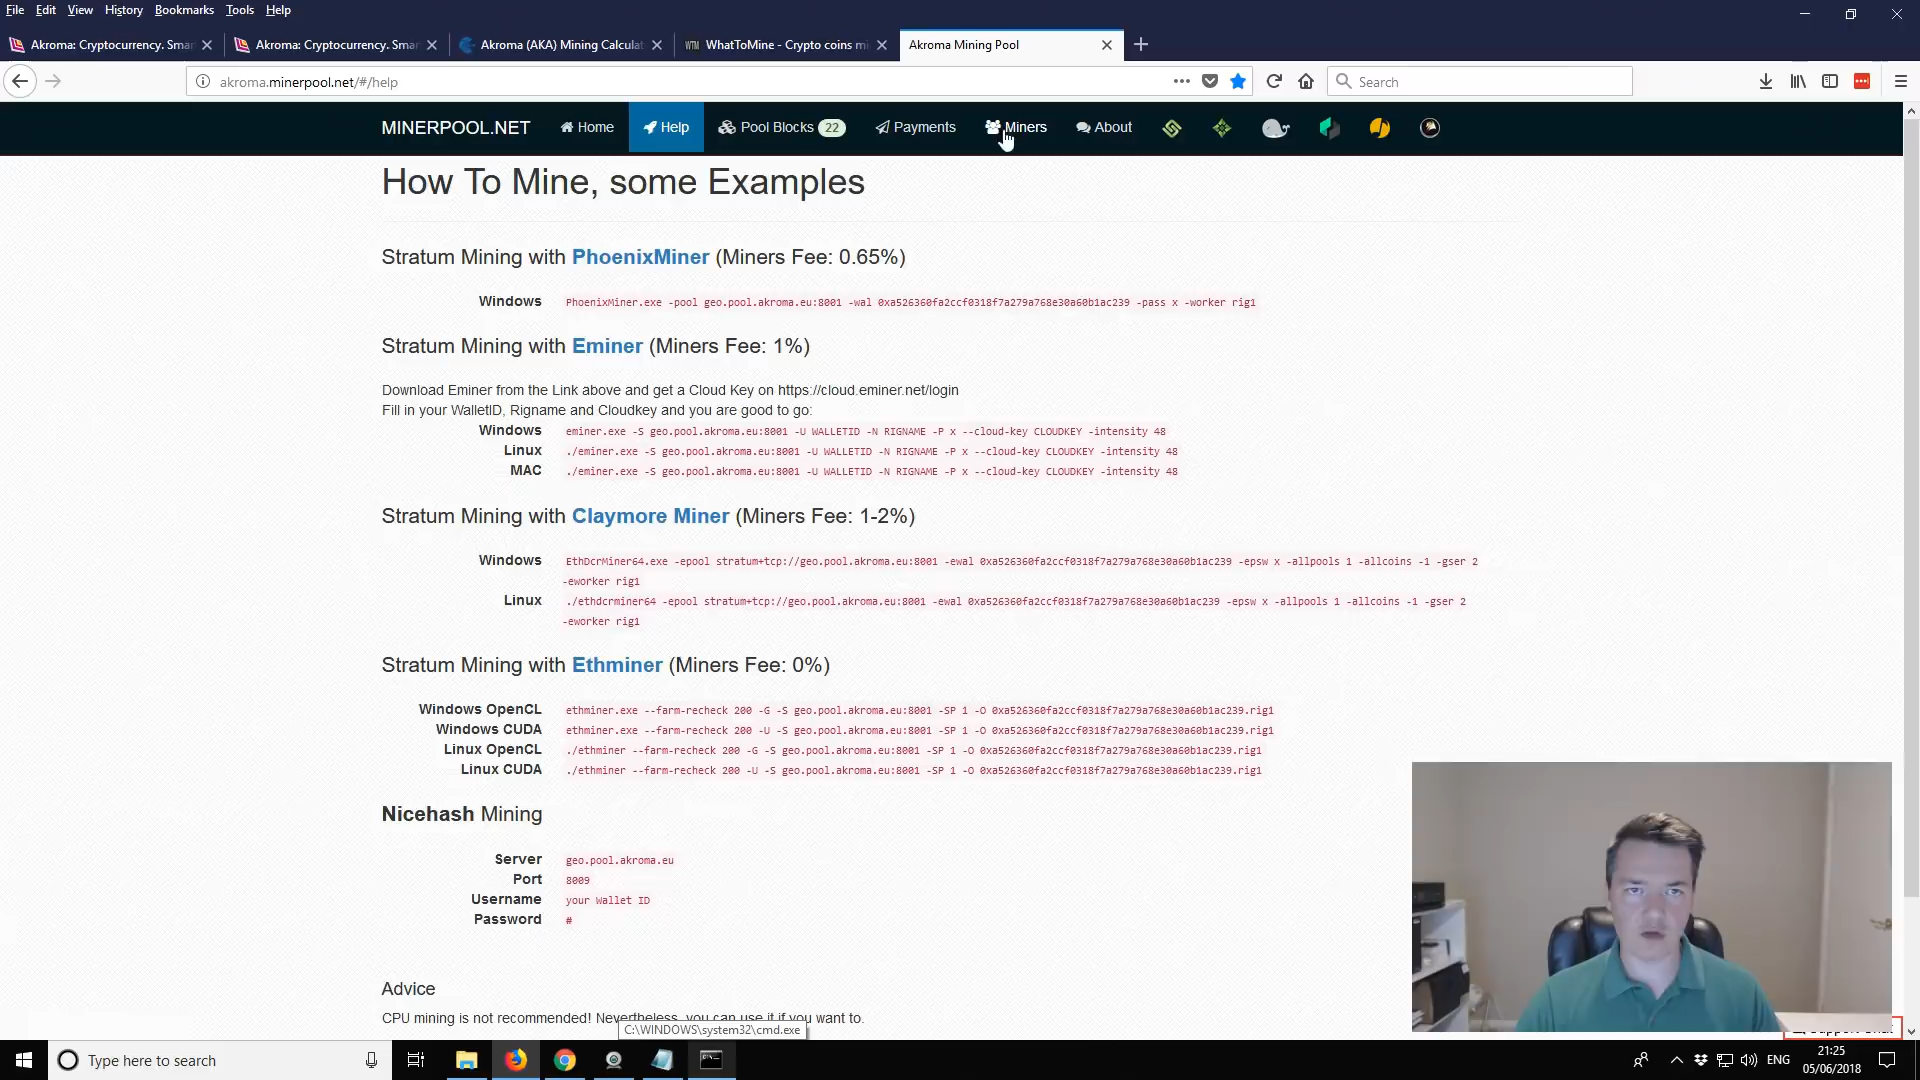 File Edit View History Bookmarks Tools Help
Akroma: Cryptocurrency. Smar
Akroma: Cryptocurrency. Smar
Akroma (AKA) Mining Calculat
WTM WhatToMine - Crypto coins mi
Akroma Mining Pool
akroma.minerpool.net/#/help
Search
MINERPOOL.NET Home Help Pool Blocks 22 Payments Miners About
How To Mine, some Examples
Stratum Mining with PhoenixMiner (Miners Fee: 0.65%)
Windows PhoenixMiner.exe -pool geo.pool.akroma.eu:8001 -wal 0xa526360fa2ccf0318f7a279a768e30a60b1ac239 -pass x -worker rig1
Stratum Mining with Eminer (Miners Fee: 1%)
Download Eminer from the Link above and get a Cloud Key on https://cloud.eminer.net/login
Fill in your WalletID, Rigname and Cloudkey and you are good to go:
Windows eminer.exe -S geo.pool.akroma.eu:8001 -U WALLETID -N RIGNAME -P x --cloud-key CLOUDKEY -intensity 48
Linux ./eminer.exe -S geo.pool.akroma.eu:8001 -U WALLETID -N RIGNAME -P x --cloud-key CLOUDKEY -intensity 48
MAC ./eminer.exe -S geo.pool.akroma.eu:8001 -U WALLETID -N RIGNAME -P x --cloud-key CLOUDKEY -intensity 48
Stratum Mining with Claymore Miner (Miners Fee: 1-2%)
Windows EthDcrMiner64.exe -epool stratum+tcp://geo.pool.akroma.eu:8001 -ewal 0xa526360fa2ccf0318f7a279a768e30a60b1ac239 -epsw x -allpools 1 -allcoins -1 -gser 2
-eworker rig1
Linux ./ethdcrminer64 -epool stratum+tcp://geo.pool.akroma.eu:8001 -ewal 0xa526360fa2ccf0318f7a279a768e30a60b1ac239 -epsw x -allpools 1 -allcoins -1 -gser 2
-eworker rig1
Stratum Mining with Ethminer (Miners Fee: 0%)
Windows OpenCL ethminer.exe --farm-recheck 200 -G -S geo.pool.akroma.eu:8001 -SP 1 -O 0xa526360fa2ccf0318f7a279a768e30a60b1ac239.rig1
Windows CUDA ethminer.exe --farm-recheck 200 -U -S geo.pool.akroma.eu:8001 -SP 1 -O 0xa526360fa2ccf0318f7a279a768e30a60b1ac239.rig1
Linux OpenCL ./ethminer --farm-recheck 200 -G -S geo.pool.akroma.eu:8001 -SP 1 -O 0xa526360fa2ccf0318f7a279a768e30a60b1ac239.rig1
Linux CUDA ./ethminer --farm-recheck 200 -U -S geo.pool.akroma.eu:8001 -SP 1 -O 0xa526360fa2ccf0318f7a279a768e30a60b1ac239.rig1
Nicehash Mining
Server geo.pool.akroma.eu
Port 8009
Username your Wallet ID
Password #
Advice
CPU mining is not recommended! Nevertheless, you can use it if you want to.
C:\WINDOWS\system32\cmd.exe
Type here to search
ENG
21:25
05/06/2018